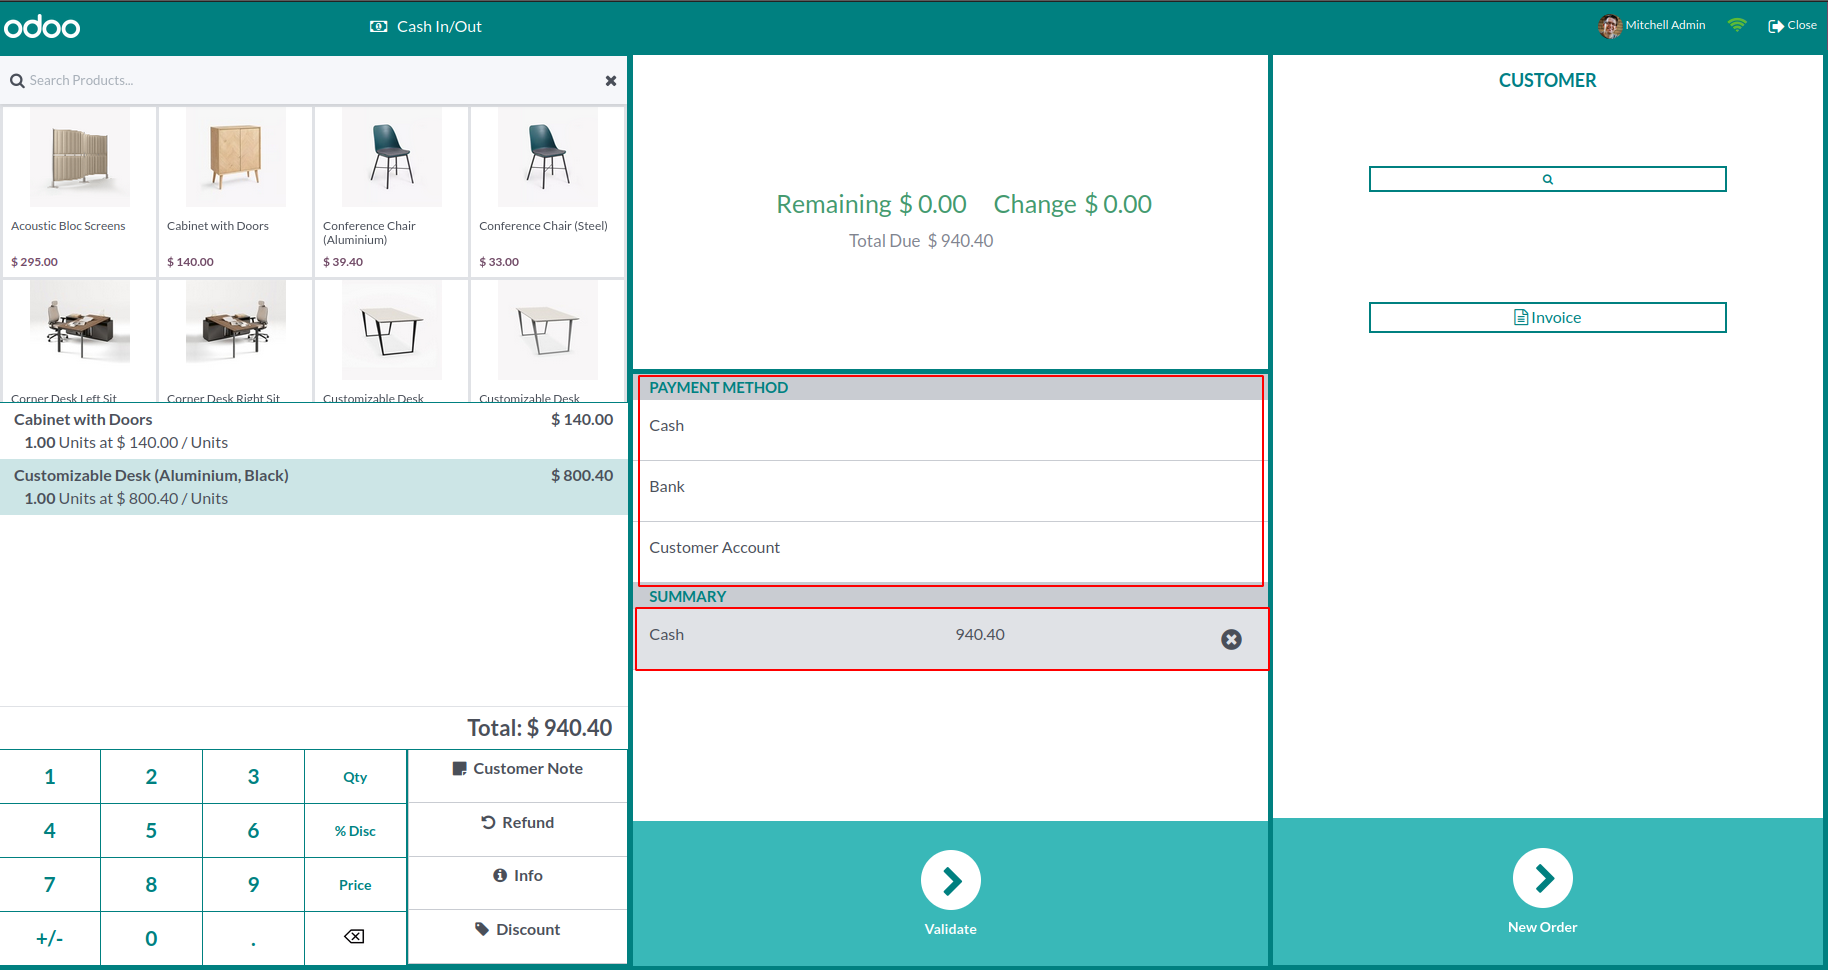 odoo
Cash In/Out
Mitchell Admin
Close
Search Products...
Acoustic Bloc Screens
$ 295.00
Cabinet with Doors
$ 140.00
Conference Chair
(Aluminium)
$ 39.40
Conference Chair (Steel)
$ 33.00
Corner Desk Left Sit
Corner Desk Right Sit
Customizable Desk
Customizable Desk
Cabinet with Doors $ 140.00
1.00 Units at $ 140.00 / Units
Customizable Desk (Aluminium, Black) $ 800.40
1.00 Units at $ 800.40 / Units
Total: $ 940.40
1 2 3 Qty
4 5 6 % Disc
7 8 9 Price
+/- 0 .
Customer Note
Refund
Info
Discount
Remaining $ 0.00 Change $ 0.00
Total Due $ 940.40
PAYMENT METHOD
Cash
Bank
Customer Account
SUMMARY
Cash 940.40
Validate
CUSTOMER
Invoice
New Order